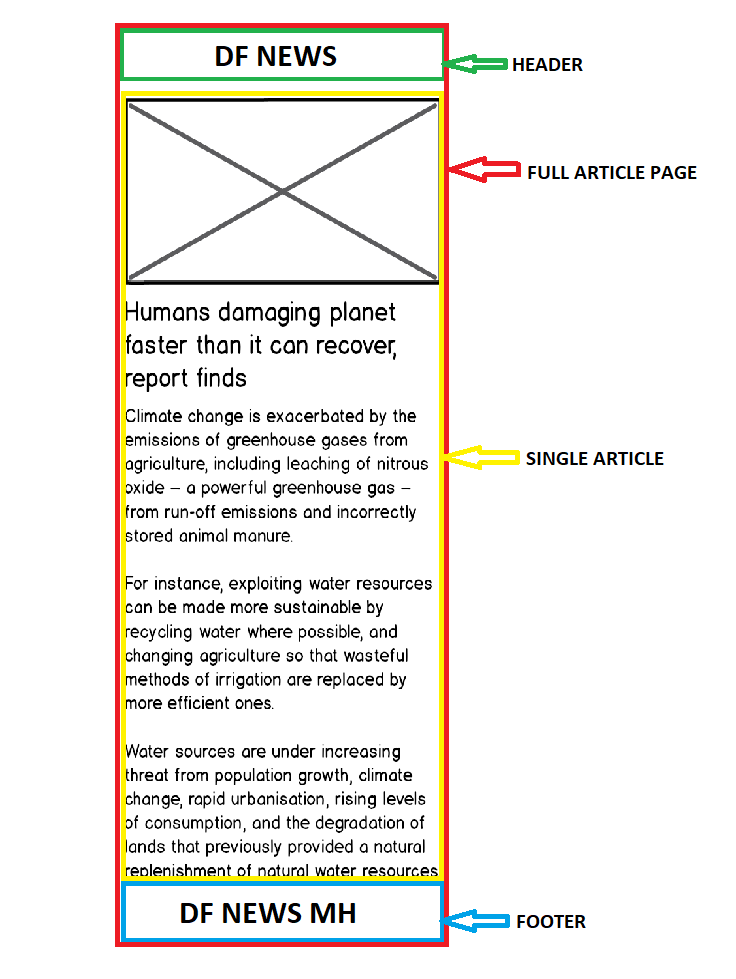 DF NEWS
HEADER
FULL ARTICLE PAGE
Humans damaging planet
faster than it can recover,
report finds
Climate change is exacerbated by the
emissions of greenhouse gases from
agriculture, including leaching of nitrous
oxide – a powerful greenhouse gas –
from run-off emissions and incorrectly
stored animal manure.
SINGLE ARTICLE
For instance, exploiting water resources
can be made more sustainable by
recycling water where possible, and
changing agriculture so that wasteful
methods of irrigation are replaced by
more efficient ones.
Water sources are under increasing
threat from population growth, climate
change, rapid urbanisation, rising levels
of consumption, and the degradation of
lands that previously provided a natural
replenishment of natural water resources
DF NEWS MH
FOOTER